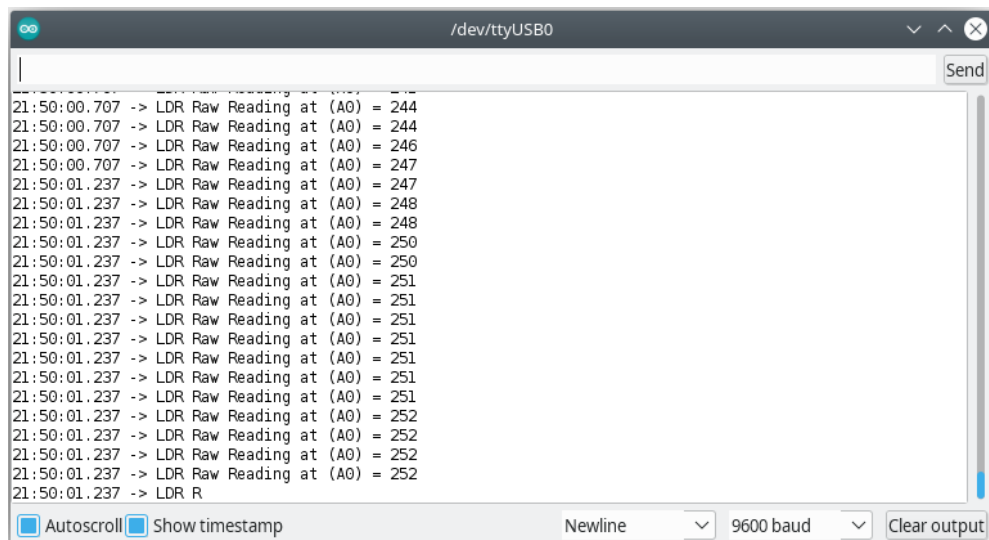 /dev/ttyUSB0
Send
21:50:00.707 -> LDR Raw Reading at (A0) = 244
21:50:00.707 -> LDR Raw Reading at (A0) = 244
21:50:00.707 -> LDR Raw Reading at (A0) = 246
21:50:00.707 -> LDR Raw Reading at (A0) = 247
21:50:01.237 -> LDR Raw Reading at (A0) = 247
21:50:01.237 -> LDR Raw Reading at (A0) = 248
21:50:01.237 -> LDR Raw Reading at (A0) = 248
21:50:01.237 -> LDR Raw Reading at (A0) = 250
21:50:01.237 -> LDR Raw Reading at (A0) = 250
21:50:01.237 -> LDR Raw Reading at (A0) = 251
21:50:01.237 -> LDR Raw Reading at (A0) = 251
21:50:01.237 -> LDR Raw Reading at (A0) = 251
21:50:01.237 -> LDR Raw Reading at (A0) = 251
21:50:01.237 -> LDR Raw Reading at (A0) = 251
21:50:01.237 -> LDR Raw Reading at (A0) = 251
21:50:01.237 -> LDR Raw Reading at (A0) = 251
21:50:01.237 -> LDR Raw Reading at (A0) = 252
21:50:01.237 -> LDR Raw Reading at (A0) = 252
21:50:01.237 -> LDR Raw Reading at (A0) = 252
21:50:01.237 -> LDR Raw Reading at (A0) = 252
21:50:01.237 -> LDR R
Autoscroll Show timestamp Newline 9600 baud Clear output